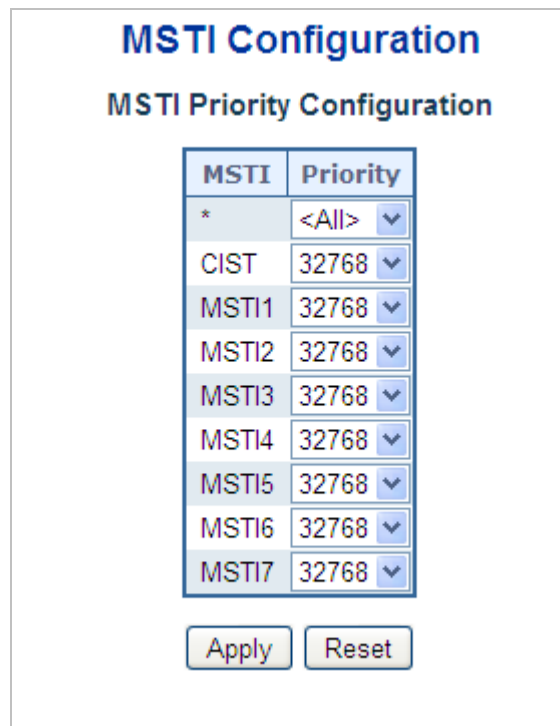 MSTI Configuration
MSTI Priority Configuration
MSTI Priority
* <All>
CIST 32768
MSTI1 32768
MSTI2 32768
MSTI3 32768
MSTI4 32768
MSTI5 32768
MSTI6 32768
MSTI7 32768
Apply Reset